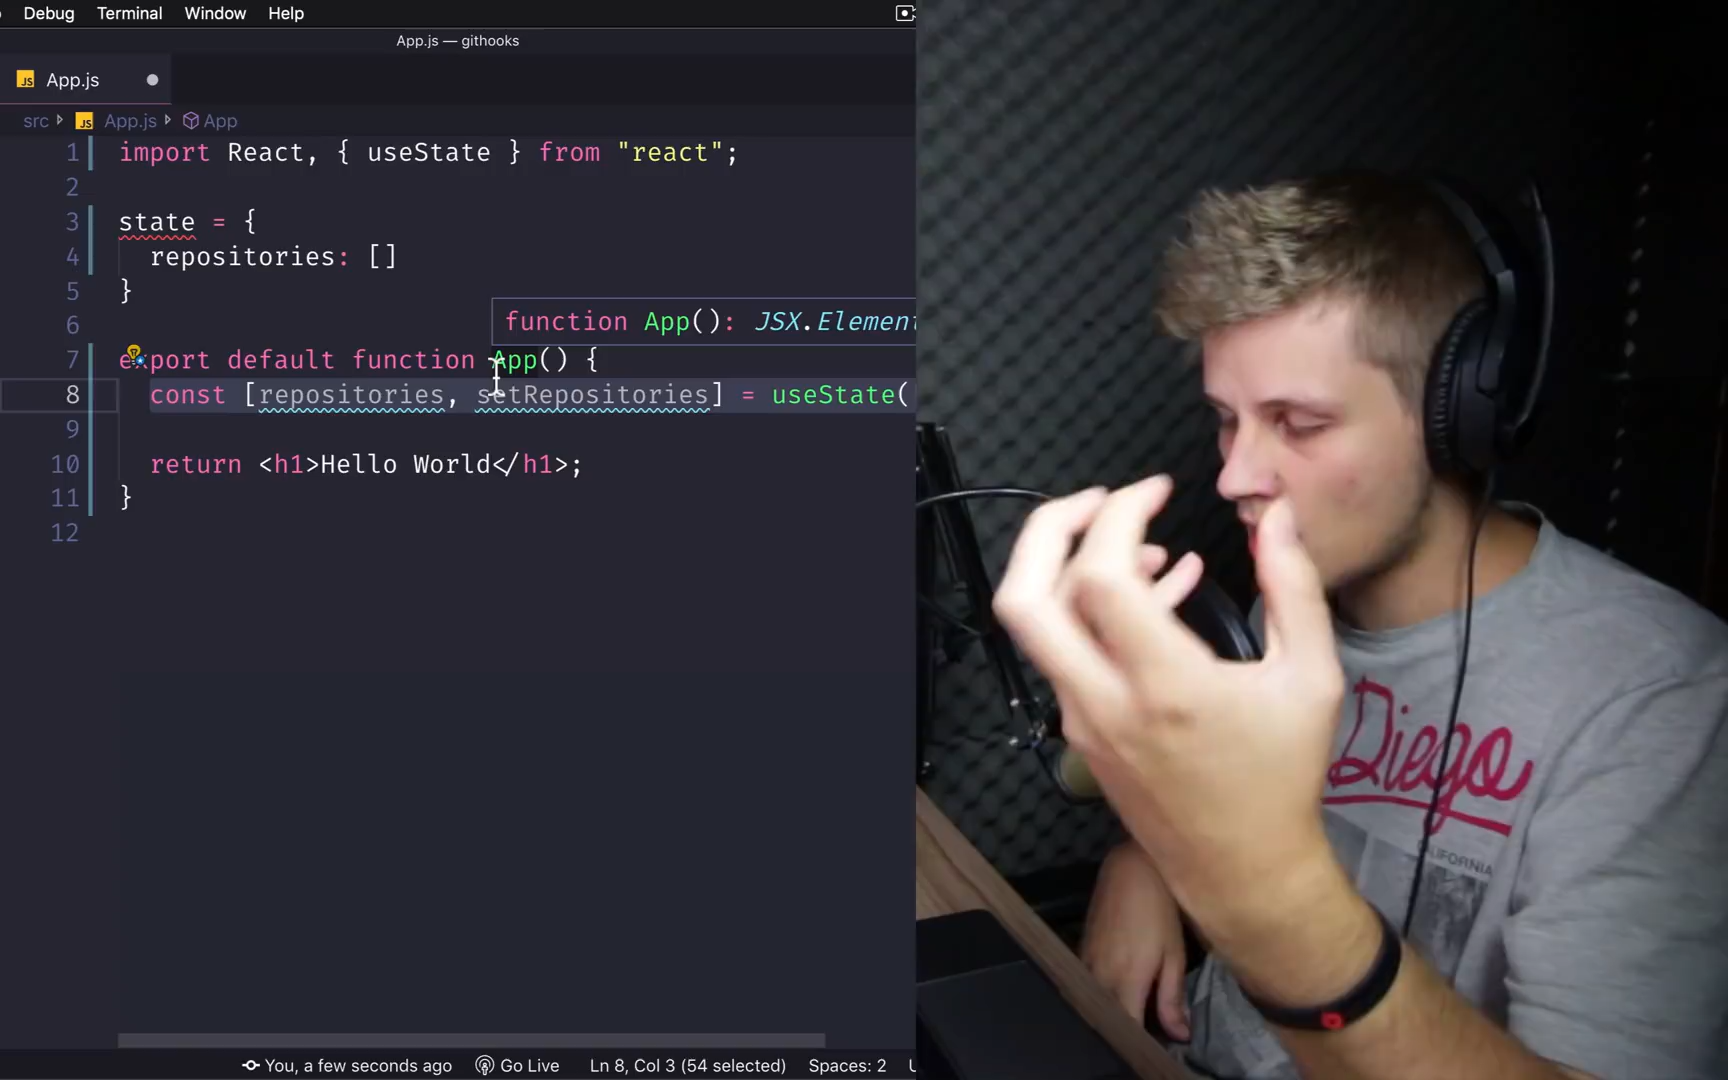 Debug Terminal Window Help
App.js — githooks
JS App.js
src JS App.js App
1 import React, { useState } from "react";
2
3 state = {
4 repositories: []
5 }
6
function App(): JSX.Element
7 export default function App() {
8 const [repositories, setRepositories] = useState(
9
10 return <h1>Hello World</h1>;
11 }
12
You, a few seconds ago Go Live Ln 8, Col 3 (54 selected) Spaces: 2
Diego
CALIFORNIA